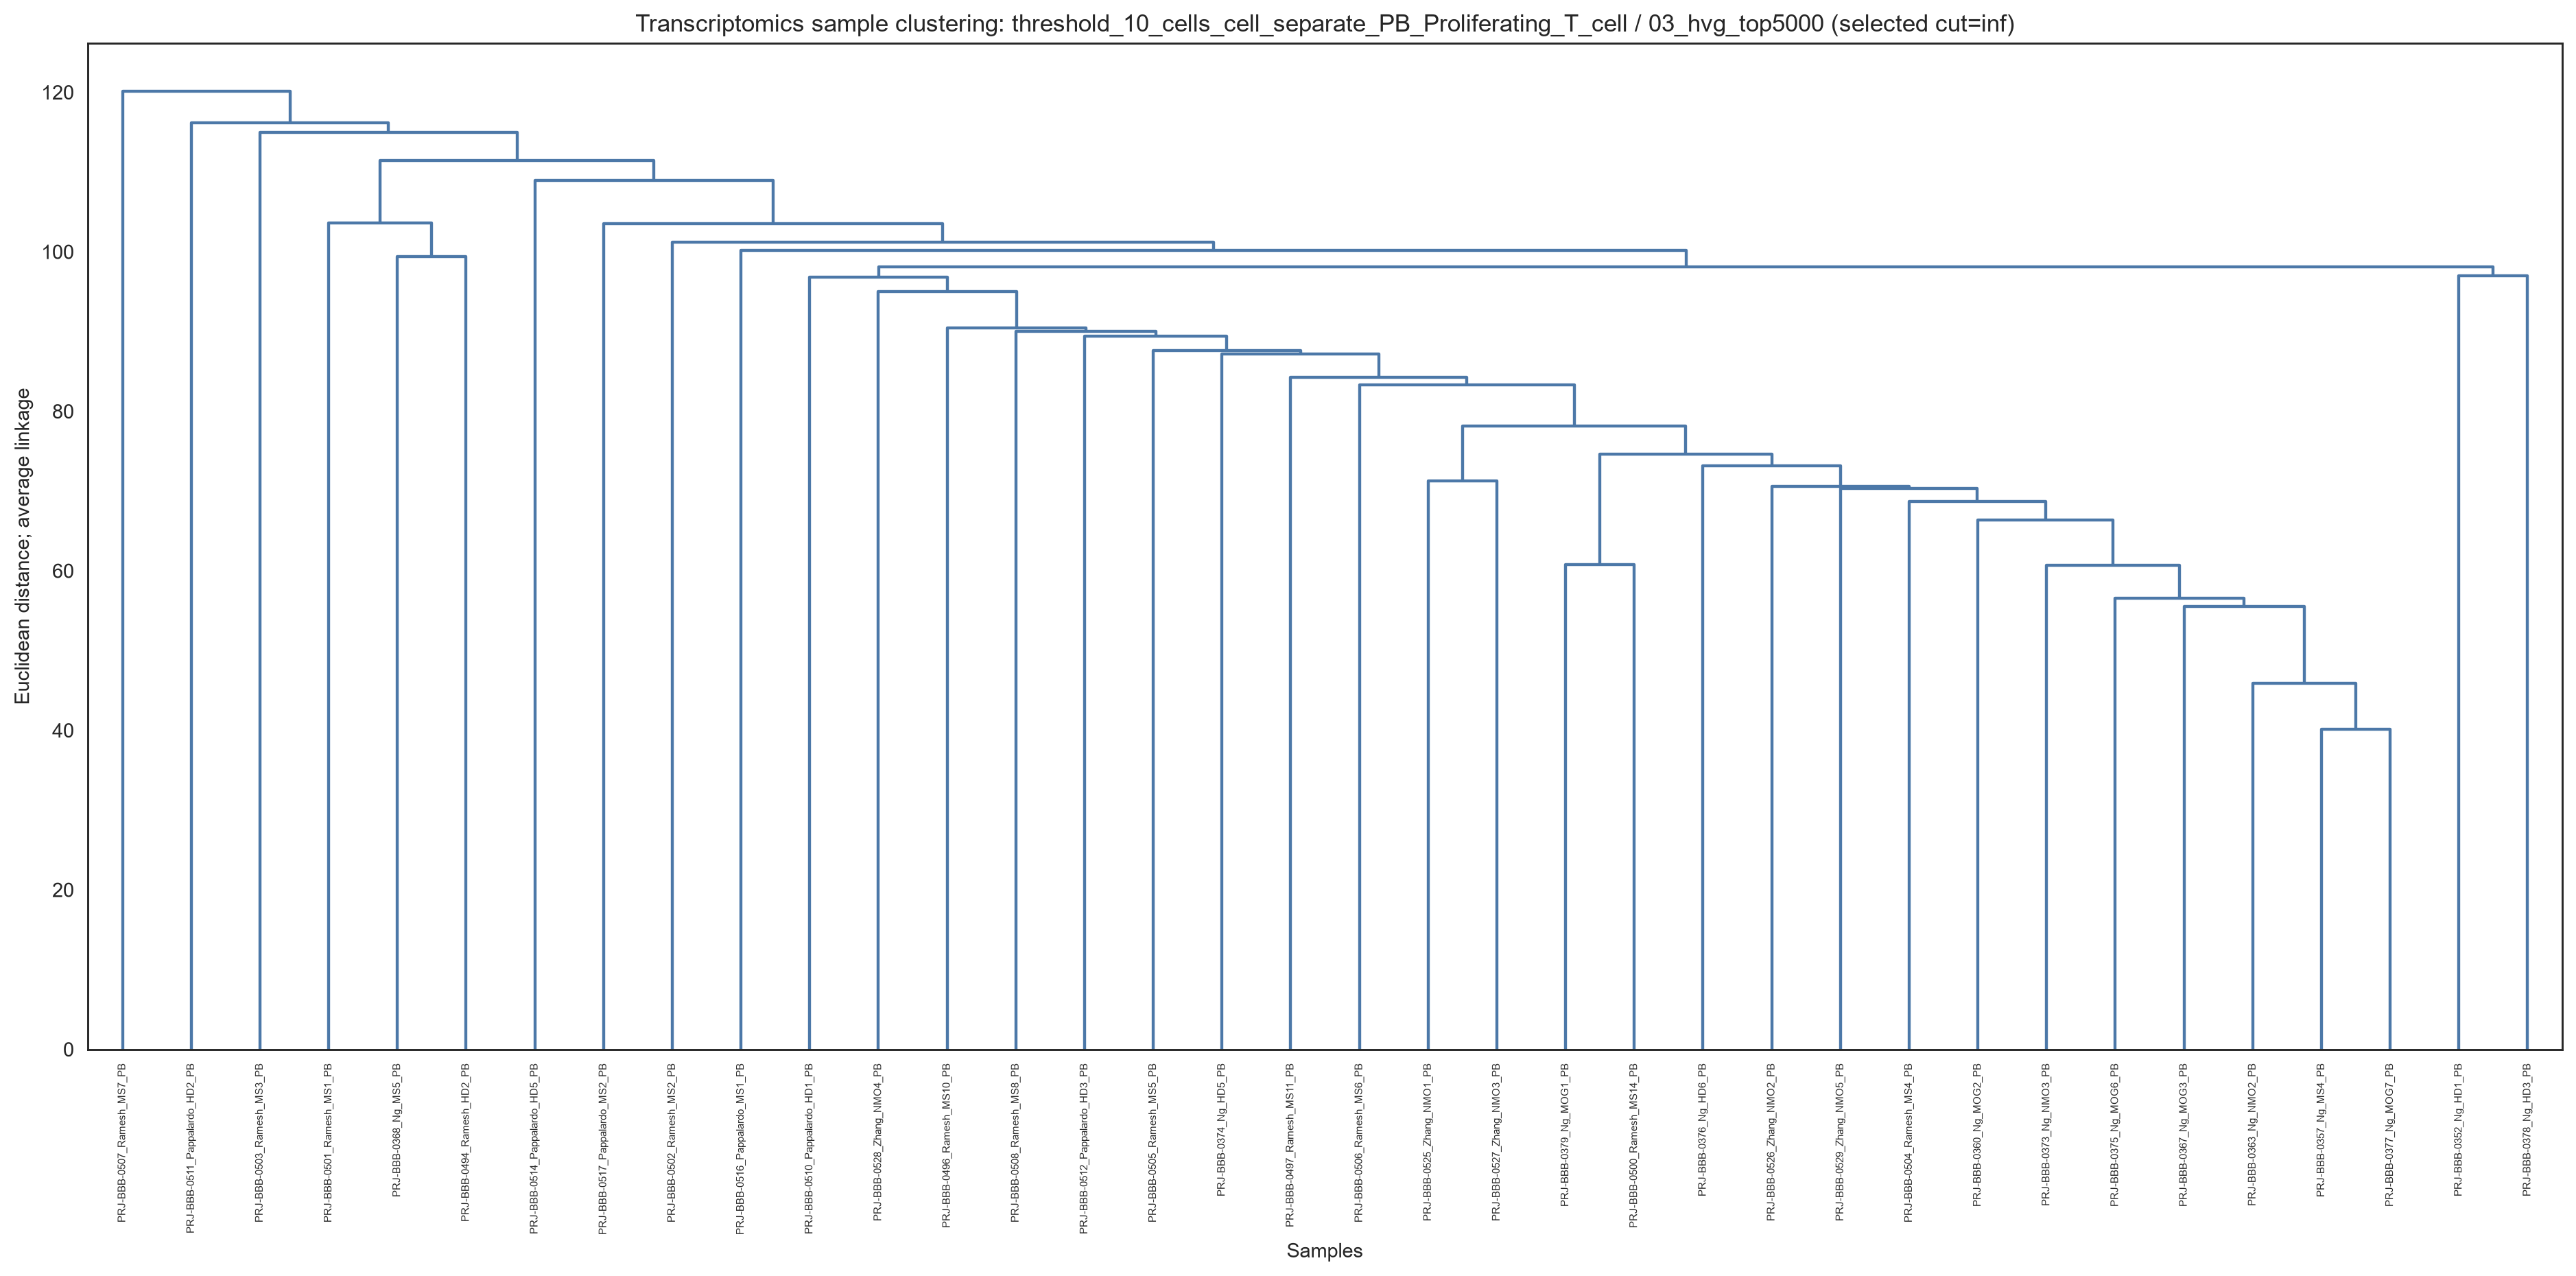 Transcriptomics sample clustering: threshold_10_cells_cell_separate_PB_Proliferating_T_cell / 03_hvg_top5000 (selected cut=inf)
Euclidean distance; average linkage
120
100
80
60
40
20
0
PRJ-BBB-0507_Ramesh_MS7_PB
PRJ-BBB-0511_Pappalardo_HD2_PB
PRJ-BBB-0503_Ramesh_MS3_PB
PRJ-BBB-0501_Ramesh_MS1_PB
PRJ-BBB-0368_Ng_MS5_PB
PRJ-BBB-0494_Ramesh_HD2_PB
PRJ-BBB-0514_Pappalardo_HD5_PB
PRJ-BBB-0517_Pappalardo_MS2_PB
PRJ-BBB-0502_Ramesh_MS2_PB
PRJ-BBB-0516_Pappalardo_MS1_PB
PRJ-BBB-0510_Pappalardo_HD1_PB
PRJ-BBB-0528_Zhang_NMO4_PB
PRJ-BBB-0496_Ramesh_MS10_PB
PRJ-BBB-0508_Ramesh_MS8_PB
PRJ-BBB-0512_Pappalardo_HD3_PB
PRJ-BBB-0505_Ramesh_MS5_PB
PRJ-BBB-0374_Ng_HD5_PB
PRJ-BBB-0497_Ramesh_MS11_PB
PRJ-BBB-0506_Ramesh_MS6_PB
PRJ-BBB-0525_Zhang_NMO1_PB
PRJ-BBB-0527_Zhang_NMO3_PB
PRJ-BBB-0379_Ng_MOG1_PB
PRJ-BBB-0500_Ramesh_MS14_PB
PRJ-BBB-0376_Ng_HD6_PB
PRJ-BBB-0526_Zhang_NMO2_PB
PRJ-BBB-0529_Zhang_NMO5_PB
PRJ-BBB-0504_Ramesh_MS4_PB
PRJ-BBB-0360_Ng_MOG2_PB
PRJ-BBB-0373_Ng_NMO3_PB
PRJ-BBB-0375_Ng_MOG6_PB
PRJ-BBB-0367_Ng_MOG3_PB
PRJ-BBB-0363_Ng_NMO2_PB
PRJ-BBB-0357_Ng_MS4_PB
PRJ-BBB-0377_Ng_MOG7_PB
PRJ-BBB-0352_Ng_HD1_PB
PRJ-BBB-0378_Ng_HD3_PB
Samples